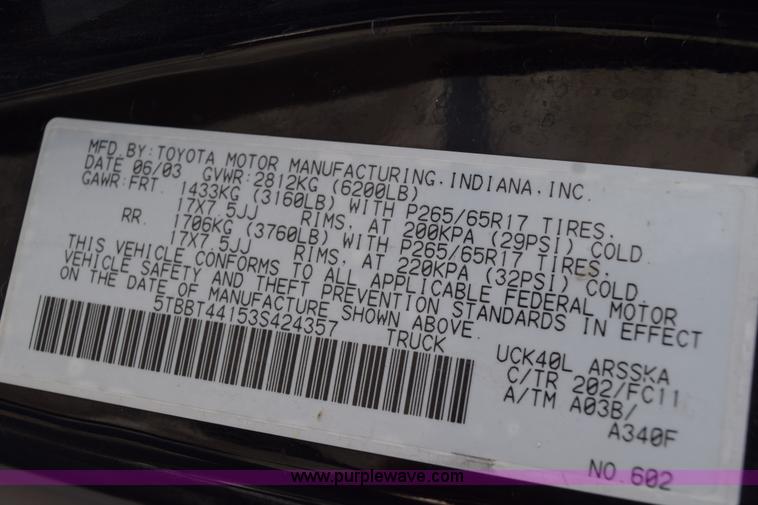 MFD.BY:TOYOTA MOTOR MANUFACTURING.INDIANA,INC.
DATE 06/03 GVWR:2812KG (6200LB)
GAWR:FRT. 1433KG (3160LB) WITH P265/65R17 TIRES.
17X7.5JJ RIMS, AT 200KPA (29PSI) COLD
RR. 1706KG (3760LB) WITH P265/65R17 TIRES.
17X7.5JJ RIMS, AT 220KPA (32PSI) COLD
THIS VEHICLE CONFORMS TO ALL APPLICABLE FEDERAL MOTOR
VEHICLE SAFETY AND THEFT PREVENTION STANDARDS IN EFFECT
ON THE DATE OF MANUFACTURE SHOWN ABOVE.
5TBBT44153S424357 TRUCK
UCK40L ARSSKA
C/TR 202/FC11
A/TM A03B/
A340F
NO.602
www.purplewave.com